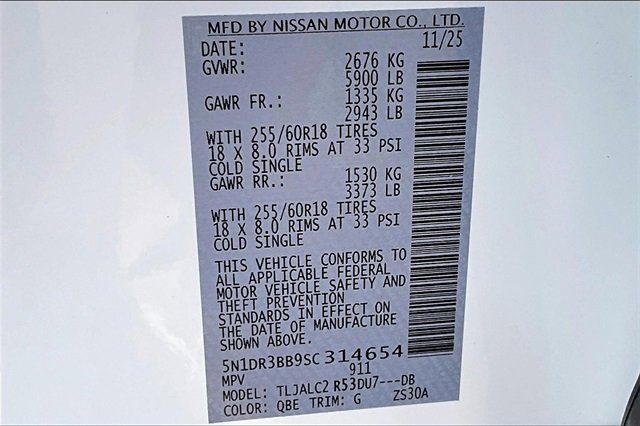 MFD BY NISSAN MOTOR CO., LTD.
DATE: 11/25
GVWR: 2676 KG
5900 LB
GAWR FR.: 1335 KG
2943 LB
WITH 255/60R18 TIRES
18 X 8.0 RIMS AT 33 PSI
COLD SINGLE
GAWR RR.: 1530 KG
3373 LB
WITH 255/60R18 TIRES
18 X 8.0 RIMS AT 33 PSI
COLD SINGLE
THIS VEHICLE CONFORMS TO
ALL APPLICABLE FEDERAL
MOTOR VEHICLE SAFETY AND
THEFT PREVENTION
STANDARDS IN EFFECT ON
THE DATE OF MANUFACTURE
SHOWN ABOVE.
5N1DR3BB9SC314654
MPV 911
MODEL: TLJALC2 R53DU7---DB
COLOR: QBE TRIM: G ZS30A